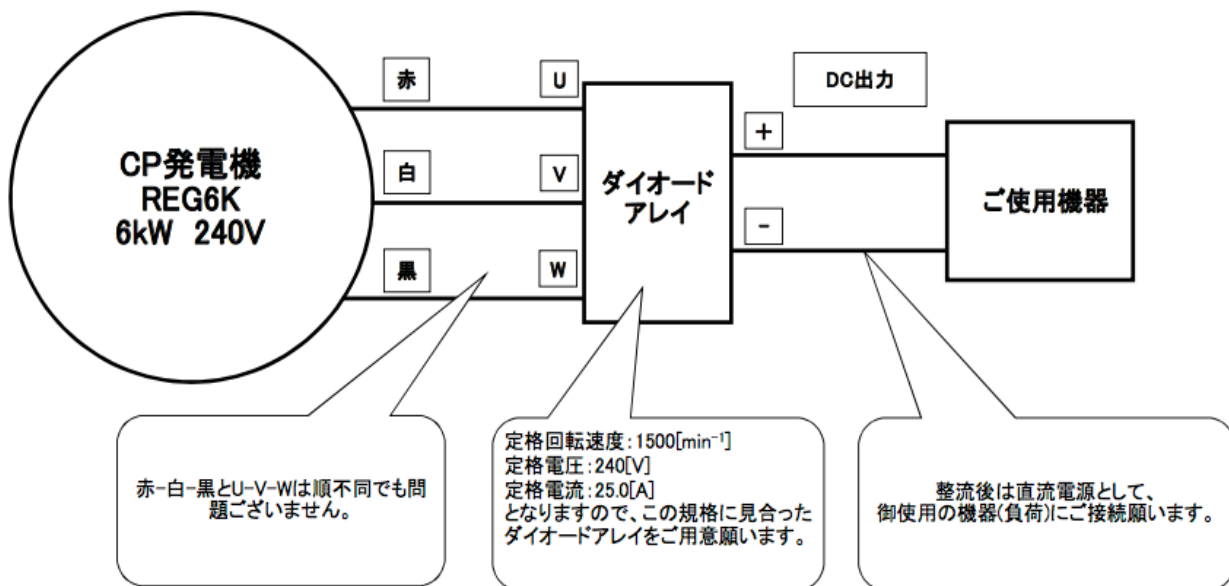 CP発電機
REG6K
6kW 240V
赤
白
黒
U
V
W
ダイオード
アレイ
DC出力
+
-
ご使用機器
赤-白-黒とU-V-Wは順不同でも問
題ございません。
定格回転速度:1500[min⁻¹]
定格電圧:240[V]
定格電流:25.0[A]
となりますので、この規格に見合った
ダイオードアレイをご用意願います。
整流後は直流電源として、
御使用の機器(負荷)にご接続願います。